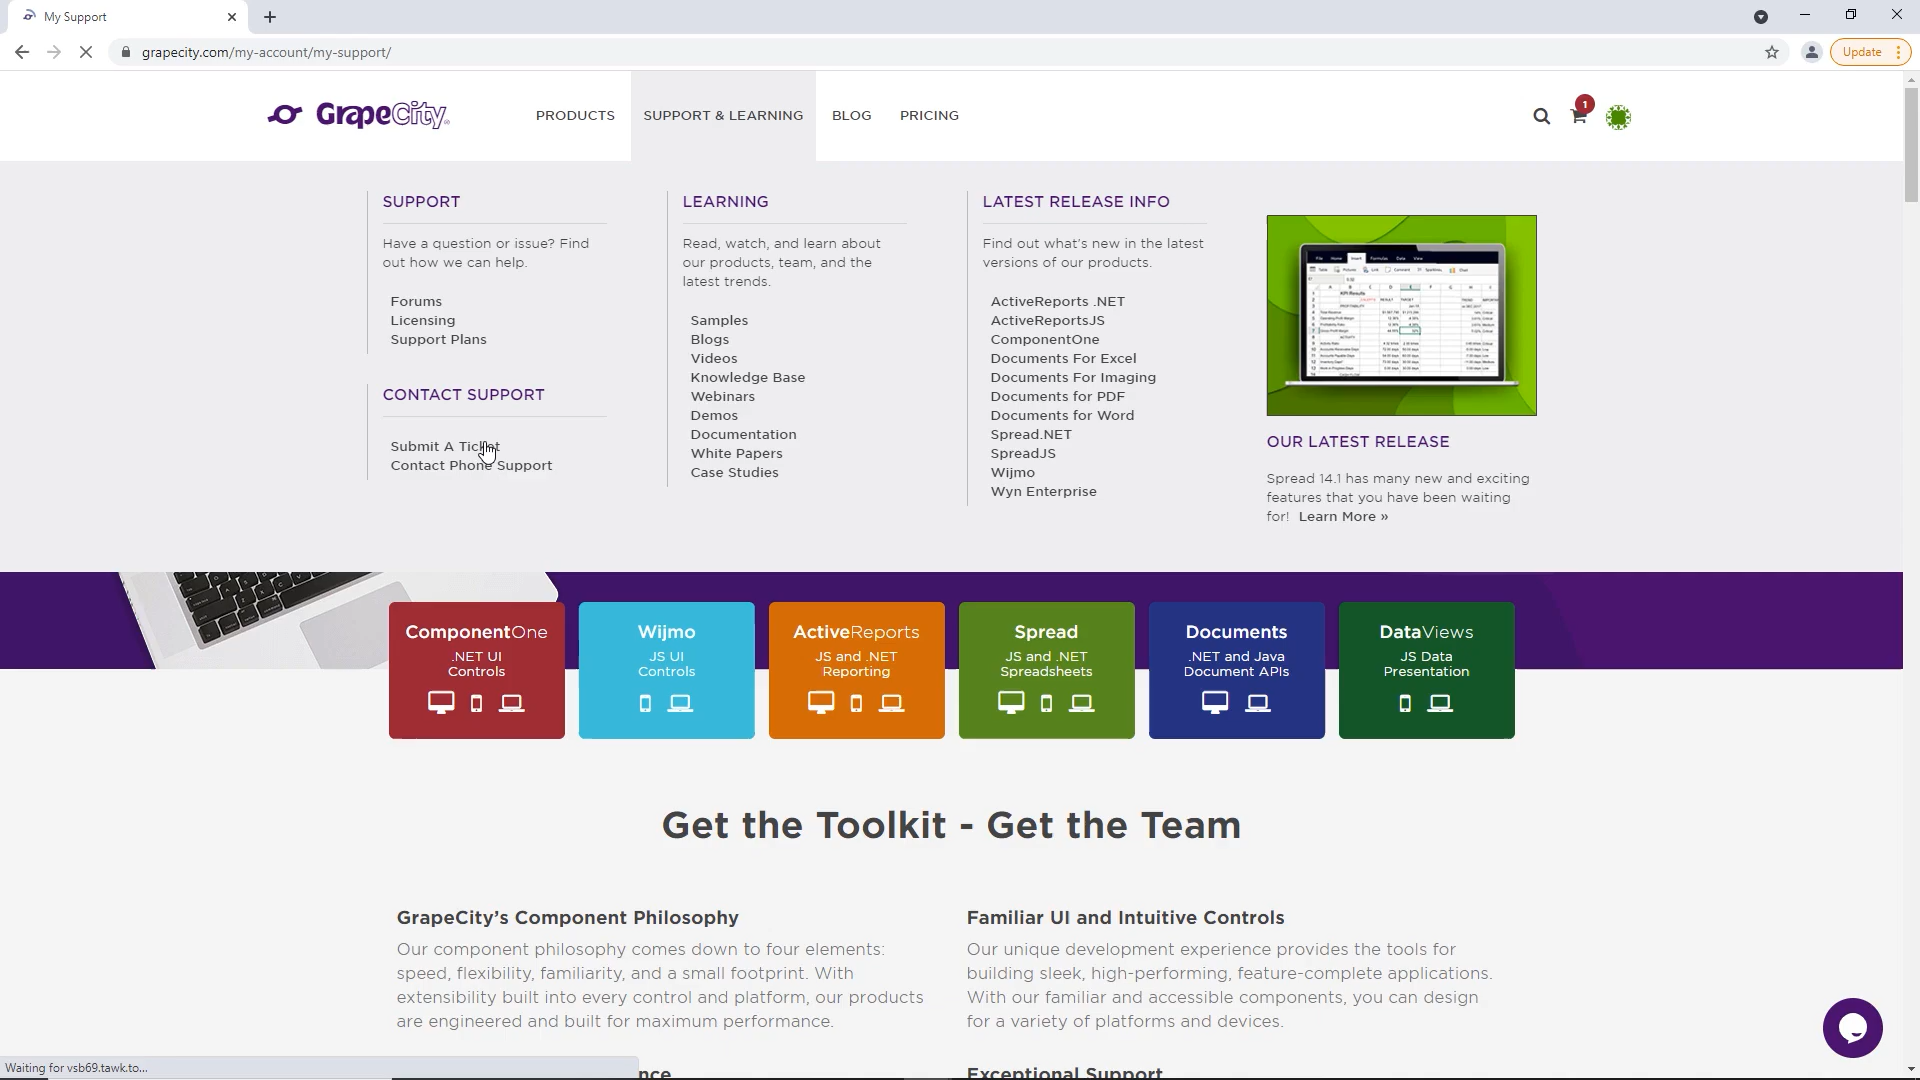 My Support
grapecity.com/my-account/my-support/
Update
GrapeCity
PRODUCTS
SUPPORT & LEARNING
BLOG
PRICING
1
SUPPORT
Have a question or issue? Find
out how we can help.
Forums
Licensing
Support Plans
CONTACT SUPPORT
Submit A Ticket
Contact Phone Support
LEARNING
Read, watch, and learn about
our products, team, and the
latest trends.
Samples
Blogs
Videos
Knowledge Base
Webinars
Demos
Documentation
White Papers
Case Studies
LATEST RELEASE INFO
Find out what's new in the latest
versions of our products.
ActiveReports .NET
ActiveReportsJS
ComponentOne
Documents For Excel
Documents For Imaging
Documents for PDF
Documents for Word
Spread.NET
SpreadJS
Wijmo
Wyn Enterprise
OUR LATEST RELEASE
Spread 14.1 has many new and exciting
features that you have been waiting
for! Learn More »
ComponentOne
.NET UI
Controls
Wijmo
JS UI
Controls
ActiveReports
JS and .NET
Reporting
Spread
JS and .NET
Spreadsheets
Documents
.NET and Java
Document APIs
DataViews
JS Data
Presentation
Get the Toolkit - Get the Team
GrapeCity's Component Philosophy
Our component philosophy comes down to four elements:
speed, flexibility, familiarity, and a small footprint. With
extensibility built into every control and platform, our products
are engineered and built for maximum performance.
Familiar UI and Intuitive Controls
Our unique development experience provides the tools for
building sleek, high-performing, feature-complete applications.
With our familiar and accessible components, you can design
for a variety of platforms and devices.
Exceptional Support
Waiting for vsb69.tawk.to...